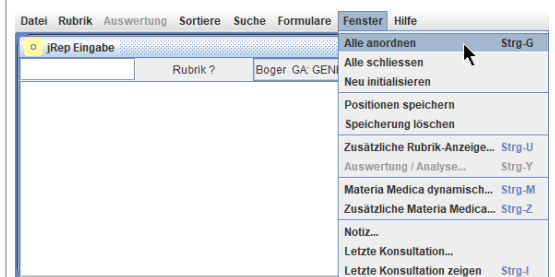 Datei Rubrik Auswertung Sortiere Suche Formulare Fenster Hilfe
jRep Eingabe
Rubrik ? Boger GA: GENI
Alle anordnen Strg-G
Alle schliessen
Neu initialisieren
Positionen speichern
Speicherung löschen
Zusätzliche Rubrik-Anzeige... Strg-U
Auswertung / Analyse... Strg-Y
Materia Medica dynamisch... Strg-M
Zusätzliche Materia Medica... Strg-Z
Notiz...
Letzte Konsultation...
Letzte Konsultation zeigen Strg-I